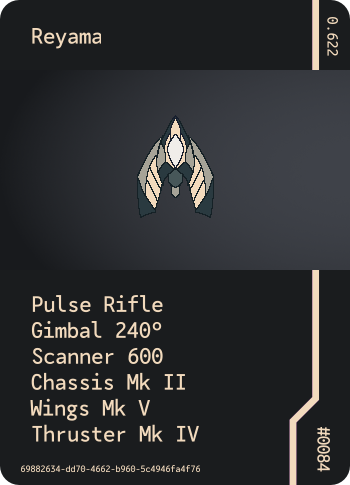 Reyama
0.622
Pulse Rifle
Gimbal 240º
Scanner 600
Chassis Mk II
Wings Mk V
Thruster Mk IV
#0084
69882634-dd70-4662-b960-5c4946fa4f76